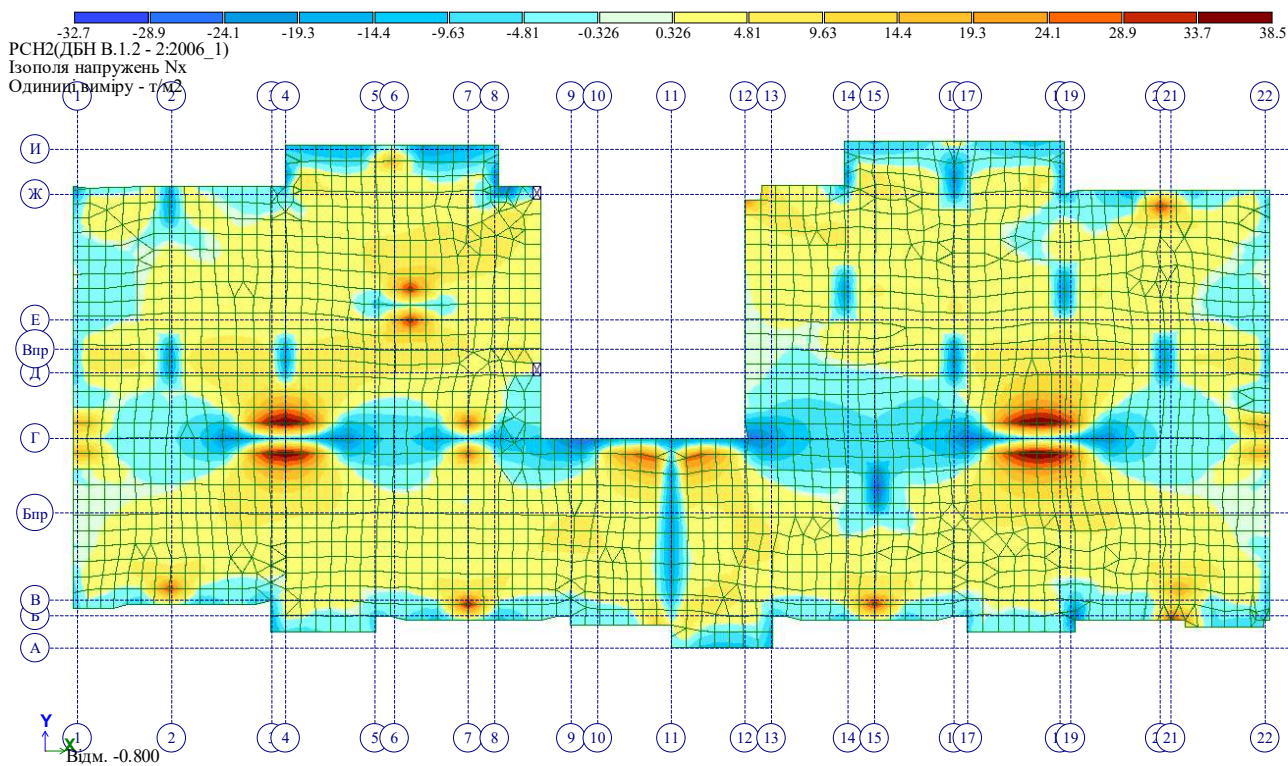 -32.7 -28.9 -24.1 -19.3 -14.4 -9.63 -4.81 -0.326 0.326 4.81 9.63 14.4 19.3 24.1 28.9 33.7 38.5
РСН2(ДБН В.1.2 - 2:2006_1)
Ізополя напружень Nx
Одиниці виміру - т/м2
1 2 4 5 6 7 8 9 10 11 12 13 14 15 17 19 21 22
И
Ж
Е
Впр
Д
Г
Бпр
В
Б
А
Y
X
1 2 4 5 6 7 8 9 10 11 12 13 14 15 17 19 21 22
Відм. -0.800